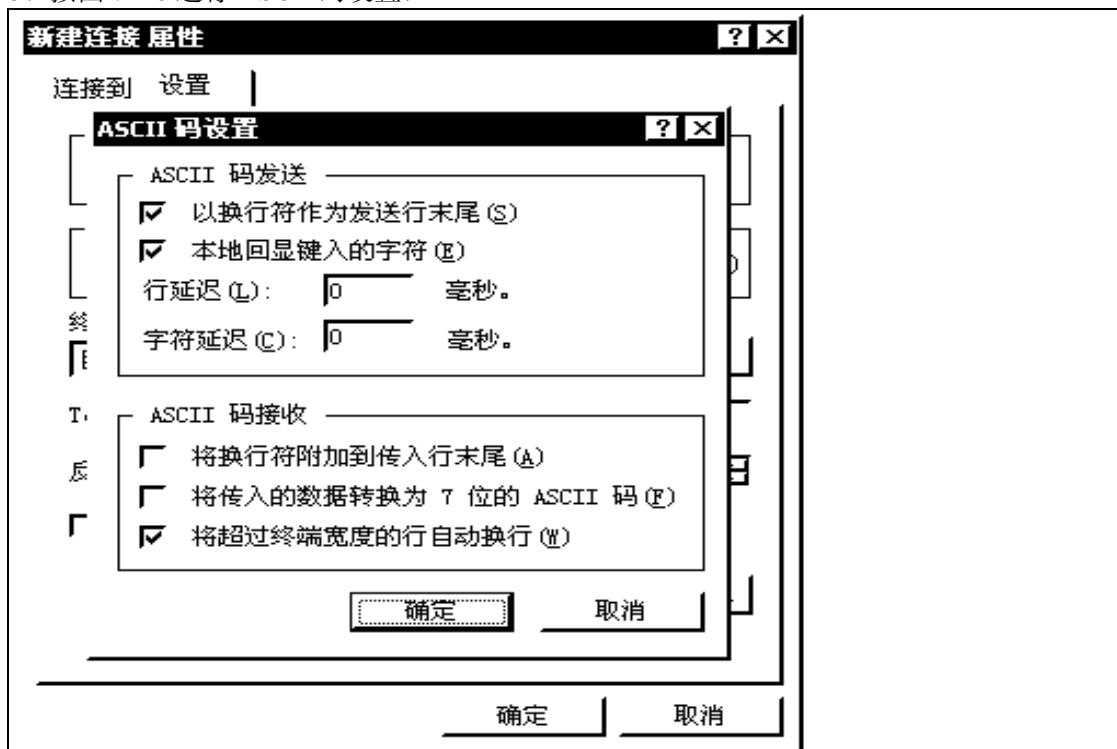 新建连接 属性
连接到 设置
ASCII 码设置
ASCII 码发送
以换行符作为发送行末尾(S)
本地回显键入的字符(E)
行延迟(L): 0 毫秒。
字符延迟(C): 0 毫秒。
ASCII 码接收
将换行符附加到传入行末尾(A)
将传入的数据转换为 7 位的 ASCII 码(F)
将超过终端宽度的行自动换行(W)
确定 取消
确定 取消